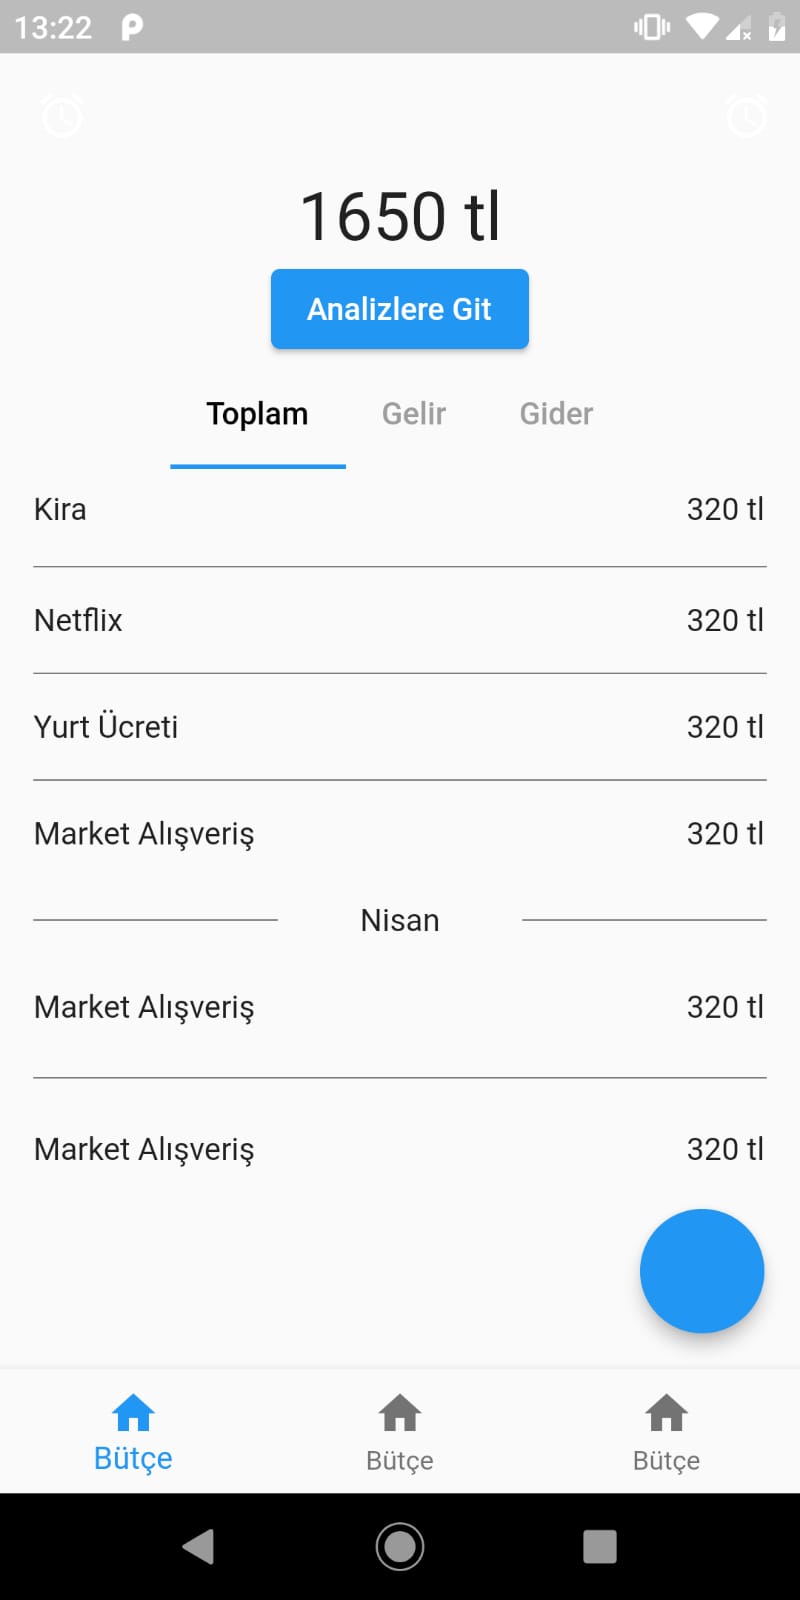 13:22
1650 tl
Analizlere Git
Toplam Gelir Gider
Kira 320 tl
Netflix 320 tl
Yurt Ücreti 320 tl
Market Alışveriş 320 tl
Nisan
Market Alışveriş 320 tl
Market Alışveriş 320 tl
Bütçe Bütçe Bütçe